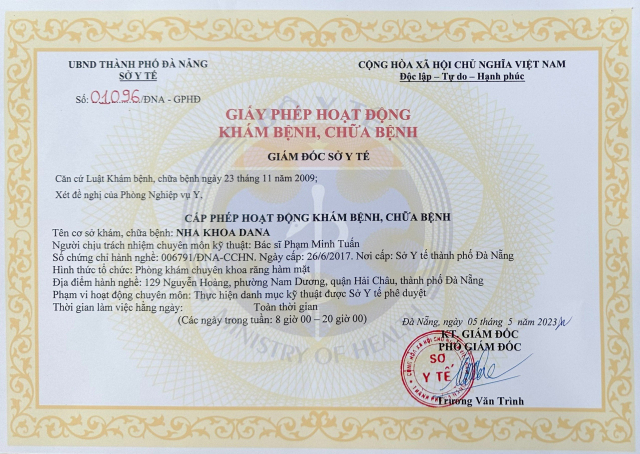 UBND THÀNH PHỐ ĐÀ NẴNG
SỞ Y TẾ
CỘNG HÒA XÃ HỘI CHỦ NGHĨA VIỆT NAM
Độc lập – Tự do – Hạnh phúc
Số: 01096/ĐNA - GPHĐ
GIẤY PHÉP HOẠT ĐỘNG
KHÁM BỆNH, CHỮA BỆNH
GIÁM ĐỐC SỞ Y TẾ
Căn cứ Luật Khám bệnh, chữa bệnh ngày 23 tháng 11 năm 2009;
Xét đề nghị của Phòng Nghiệp vụ Y,
CẤP PHÉP HOẠT ĐỘNG KHÁM BỆNH, CHỮA BỆNH
Tên cơ sở khám, chữa bệnh: NHA KHOA DANA
Người chịu trách nhiệm chuyên môn kỹ thuật: Bác sĩ Phạm Minh Tuấn
Số chứng chỉ hành nghề: 006791/ĐNA-CCHN. Ngày cấp: 26/6/2017. Nơi cấp: Sở Y tế thành phố Đà Nẵng
Hình thức tổ chức: Phòng khám chuyên khoa răng hàm mặt
Địa điểm hành nghề: 129 Nguyễn Hoàng, phường Nam Dương, quận Hải Châu, thành phố Đà Nẵng
Phạm vi hoạt động chuyên môn: Thực hiện danh mục kỹ thuật được Sở Y tế phê duyệt
Thời gian làm việc hằng ngày: Toàn thời gian
(Các ngày trong tuần: 8 giờ 00 – 20 giờ 00)
Đà Nẵng, ngày 05 tháng 5 năm 2023
KT. GIÁM ĐỐC
PHÓ GIÁM ĐỐC
SỞ
Y TẾ
Trương Văn Trình
SỞ Y TẾ
MINISTRY OF HEALTH